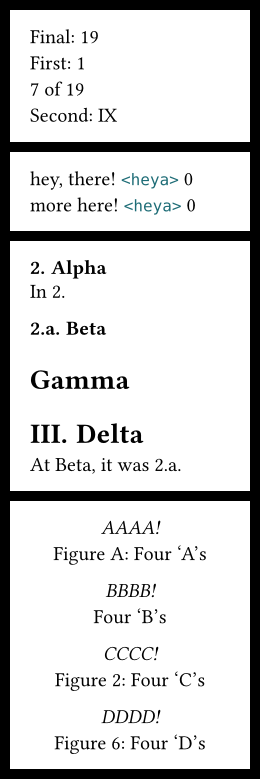 Final: 19
First: 1
7 of 19
Second: IX
hey, there! <heya> 0
more here! <heya> 0
2. Alpha
In 2.
2.a. Beta
Gamma
III. Delta
At Beta, it was 2.a.
AAAA!
Figure A: Four ‘A’s
BBBB!
Four ‘B’s
CCCC!
Figure 2: Four ‘C’s
DDDD!
Figure 6: Four ‘D’s